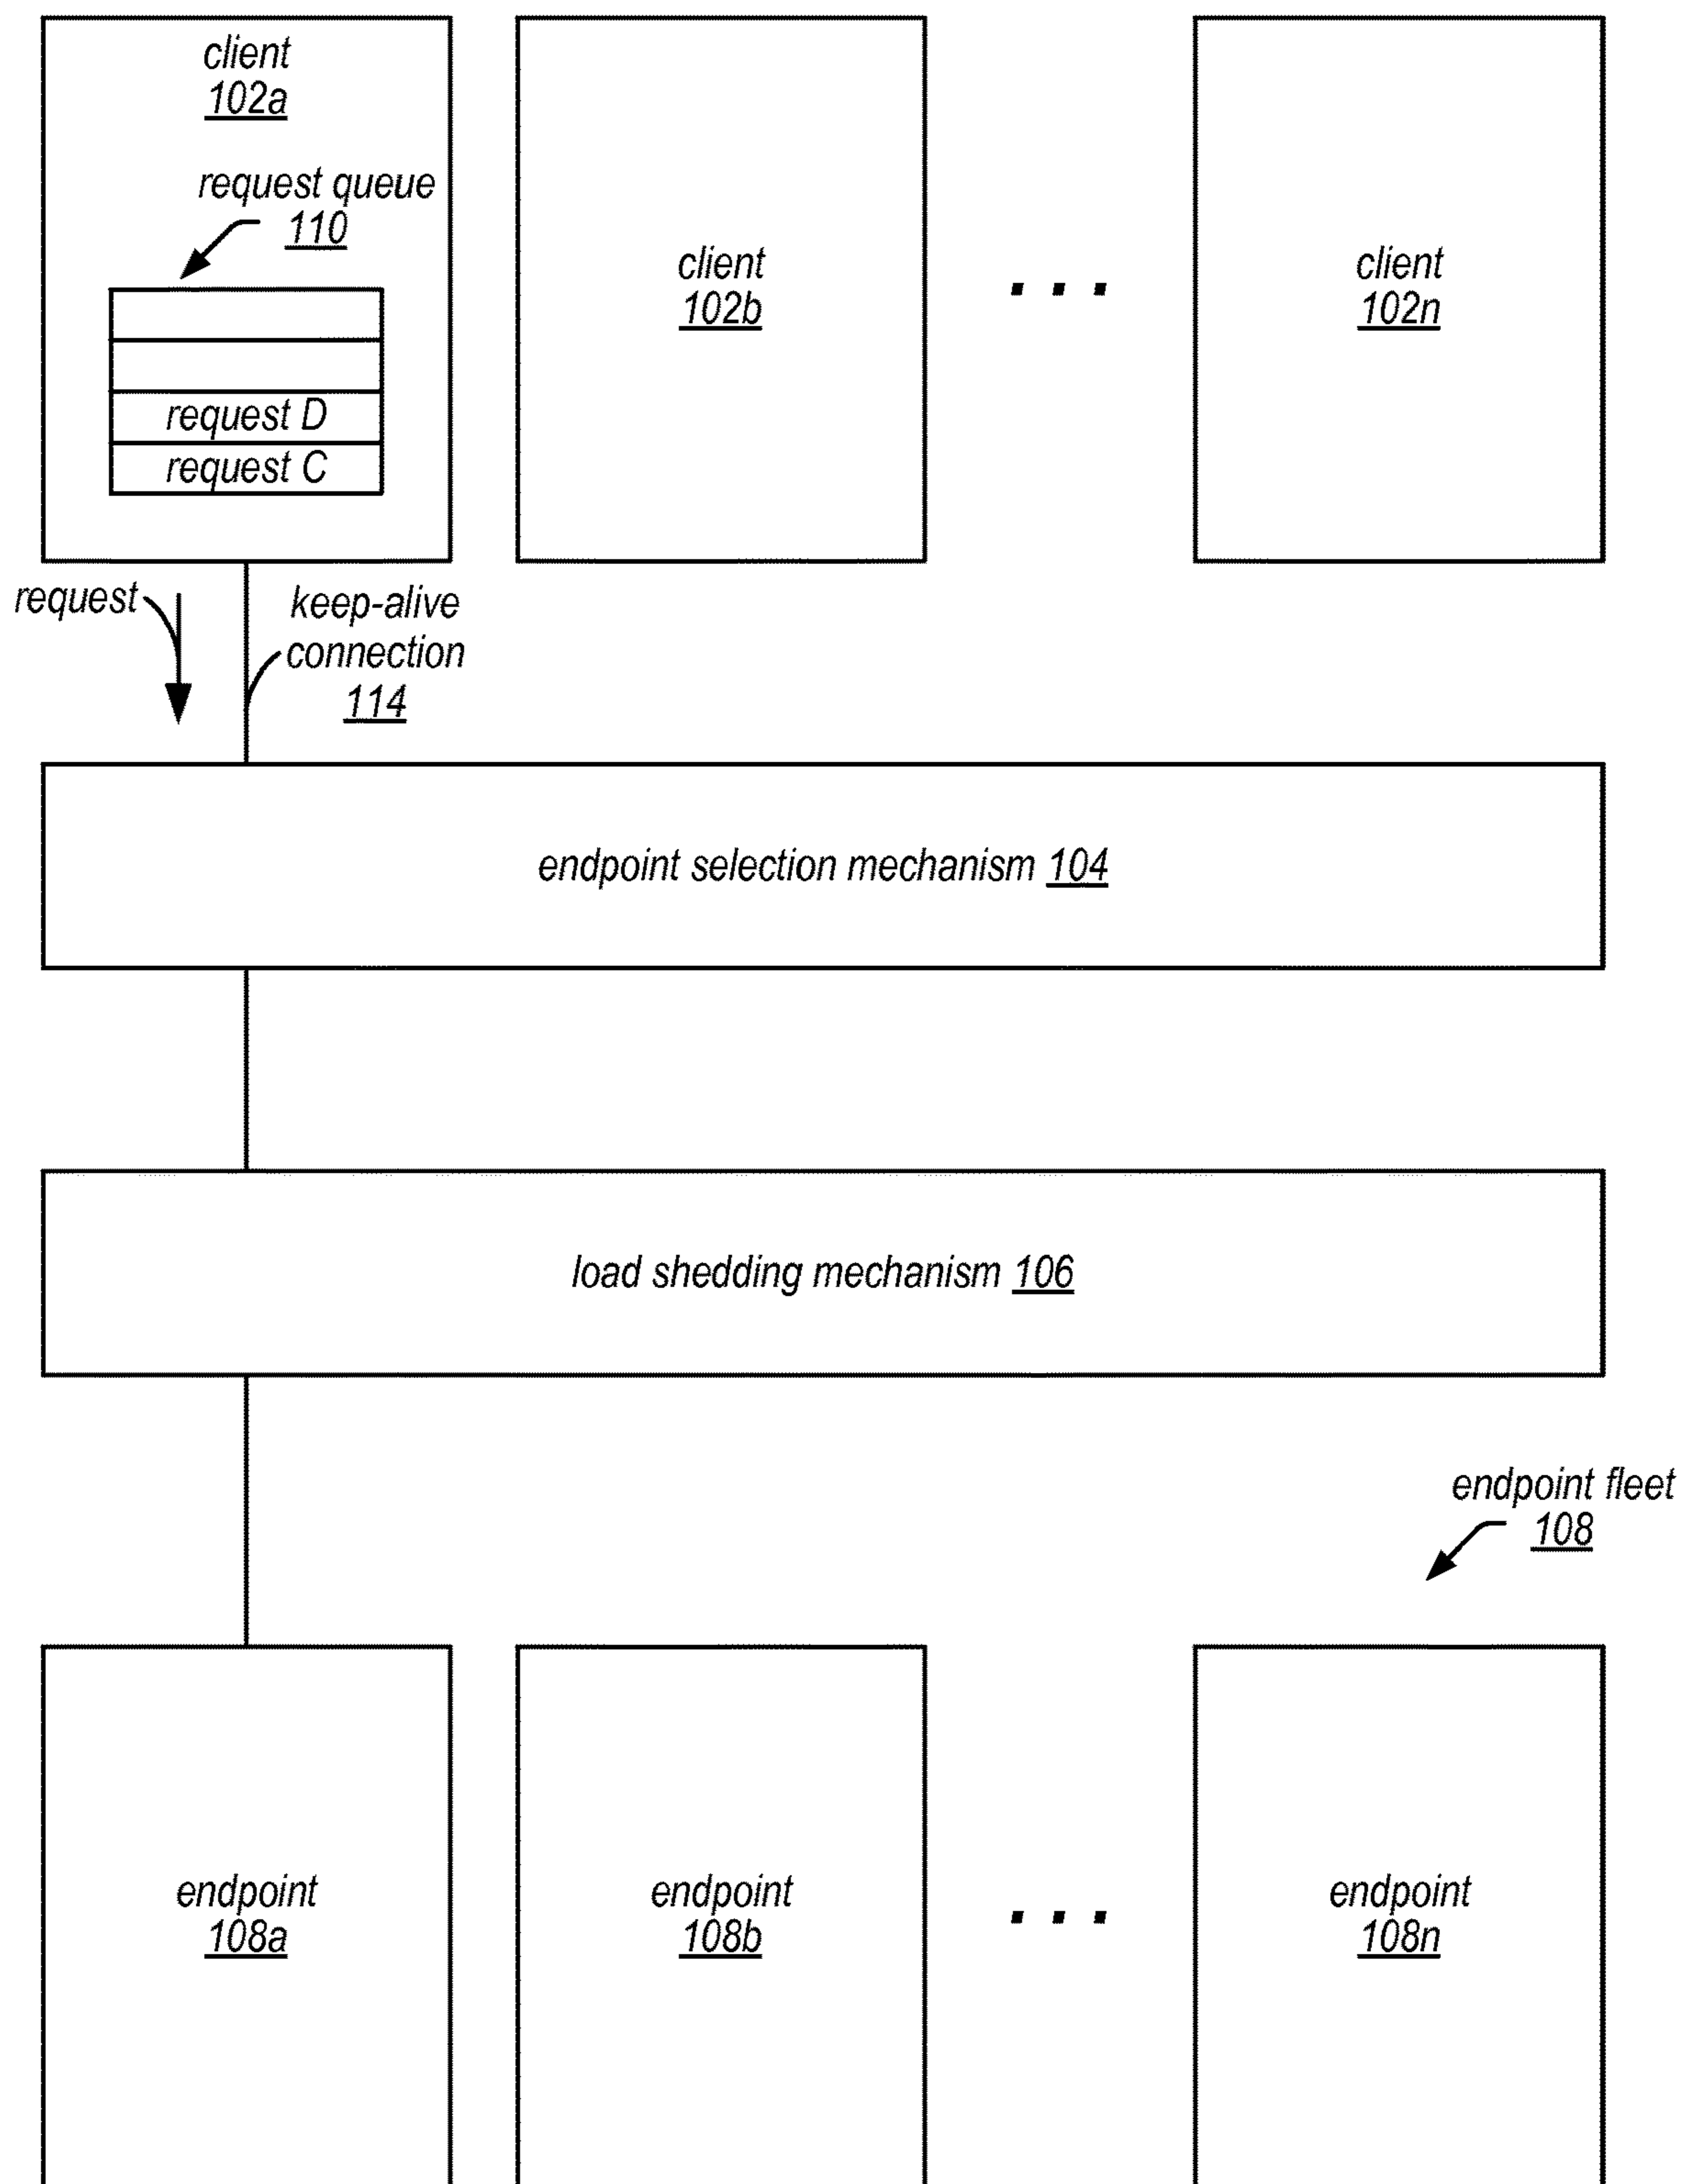 client
102a
request queue
110
request D
request C
client
102b
. . .
client
102n
request
keep-alive
connection
114
endpoint selection mechanism 104
load shedding mechanism 106
endpoint fleet
108
endpoint
108a
endpoint
108b
. . .
endpoint
108n